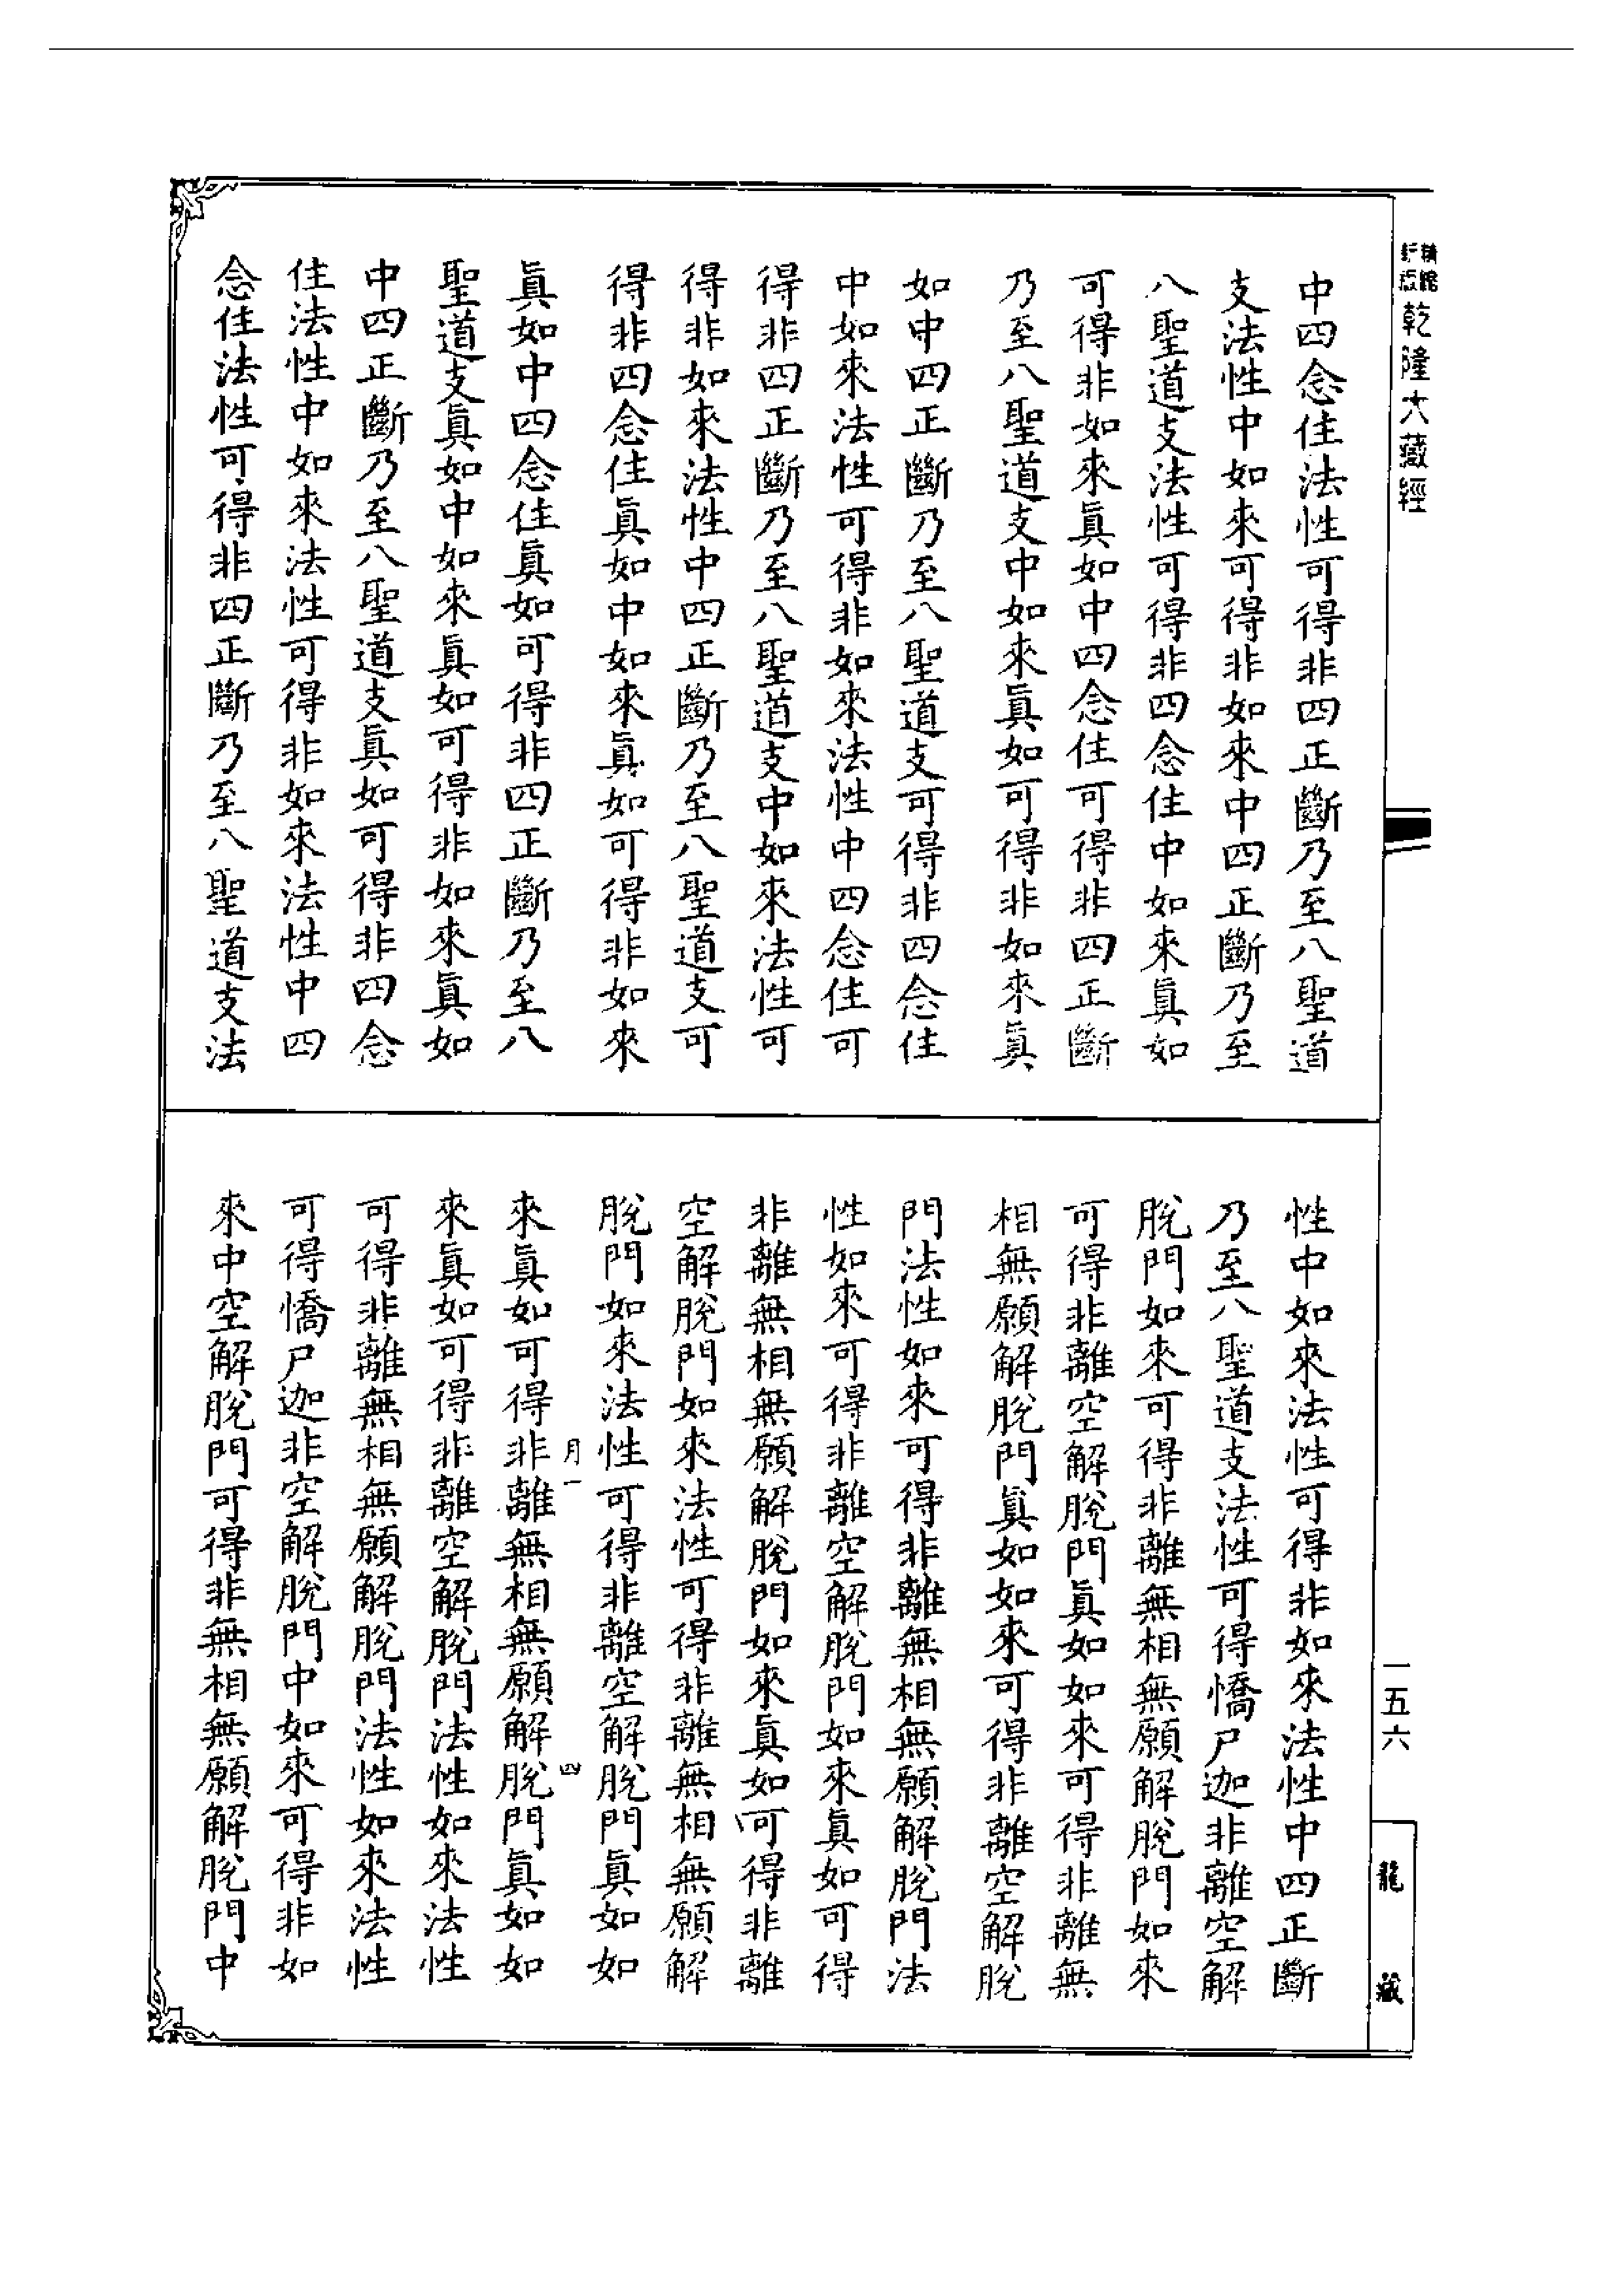 精縮新版乾隆大藏經
中四念住法性可得非四正斷乃至八聖道
支法性中如來可得非如來中四正斷乃至
八聖道支法性可得非四念住中如來眞如
可得非如來眞如中四念住可得非四正斷
乃至八聖道支中如來眞如可得非如來眞
如中四正斷乃至八聖道支可得非四念住
中如來法性可得非如來法性中四念住可
得非四正斷乃至八聖道支中如來法性可
得非如來法性中四正斷乃至八聖道支可
得非四念住眞如中如來眞如可得非如來
眞如中四念住眞如可得非四正斷乃至八
聖道支眞如中如來眞如可得非如來眞如
中四正斷乃至八聖道支眞如可得非四念
住法性中如來法性可得非如來法性中四
念住法性可得非四正斷乃至八聖道支法
性中如來法性可得非如來法性中四正斷
乃至八聖道支法性可得憍尸迦非離空解
脫門如來可得非離無相無願解脫門如來
可得非離空解脫門眞如如來可得非離無
相無願解脫門眞如如來可得非離空解脫
門法性如來可得非離無相無願解脫門法
性如來可得非離空解脫門如來眞如可得
非離無相無願解脫門如來眞如可得非離
空解脫門如來法性可得非離無相無願解
脫門如來法性可得非離空解脫門眞如如
月一 四
來眞如可得非離無相無願解脫門眞如如
來眞如可得非離空解脫門法性如來法性
可得非離無相無願解脫門法性如來法性
可得憍尸迦非空解脫門中如來可得非如
來中空解脫門可得非無相無願解脫門中
一五六
龍藏